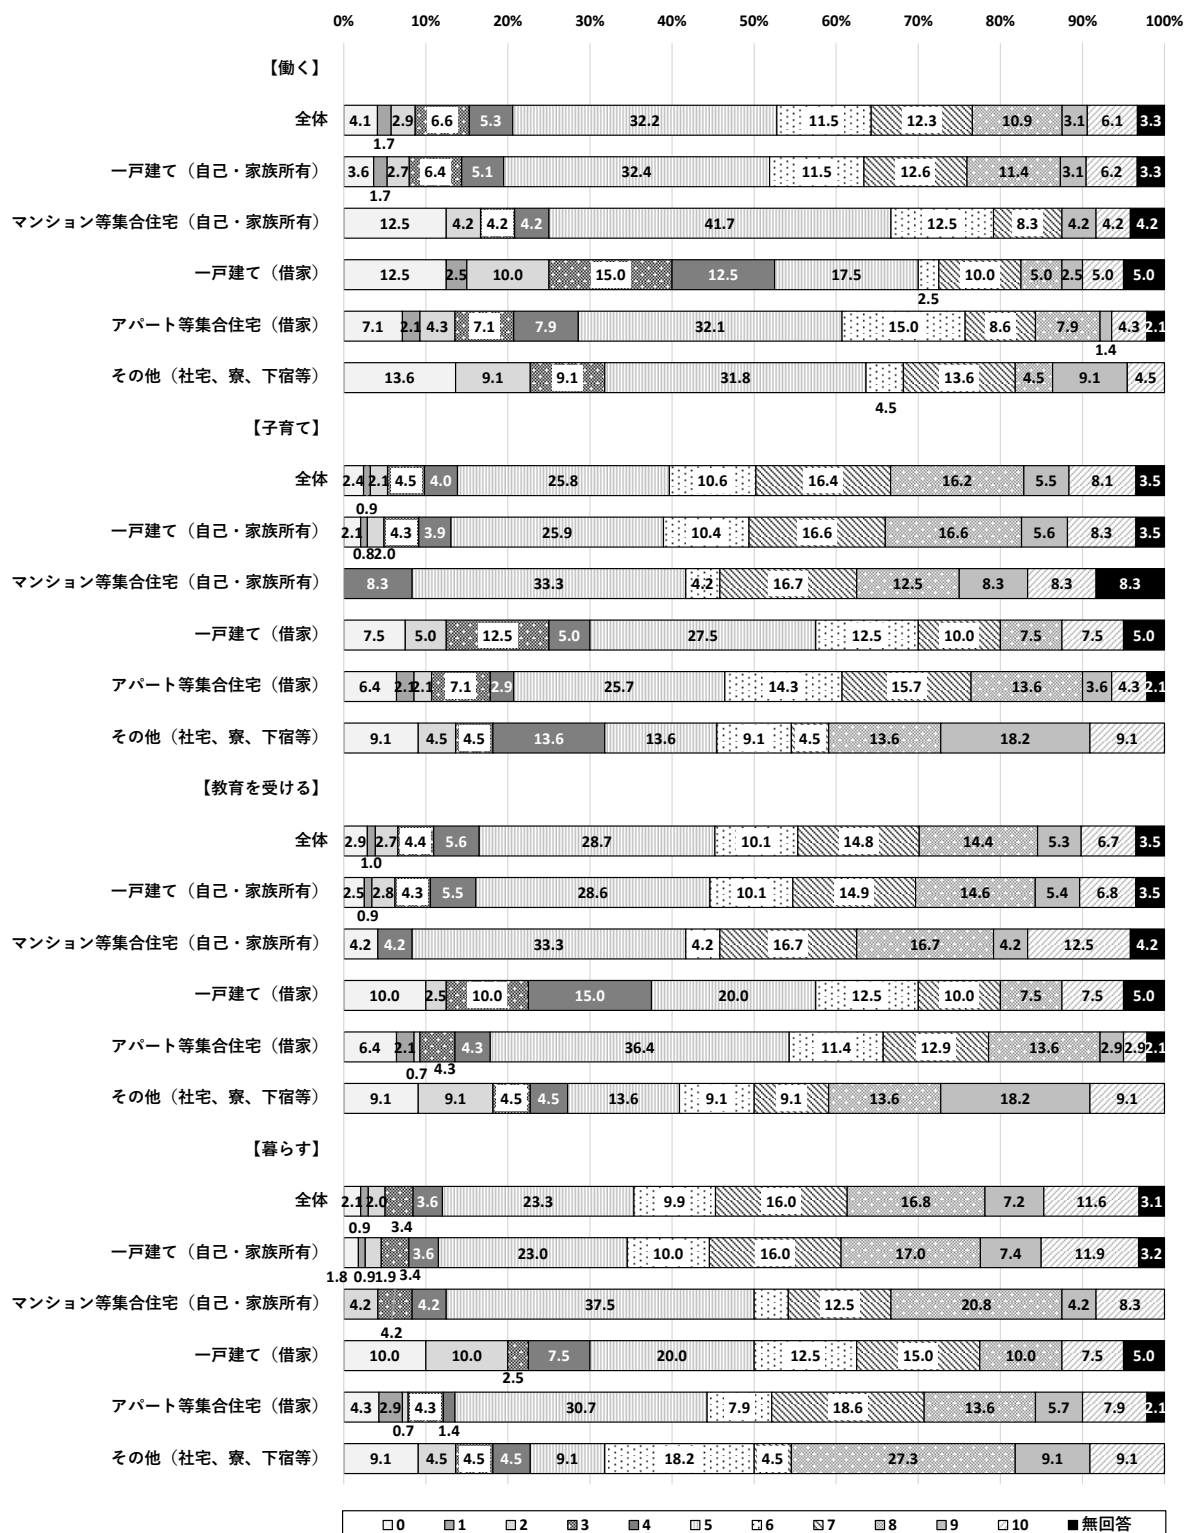 0% 10% 20% 30% 40% 50% 60% 70% 80% 90% 100%
【働く】
全体 4.1 1.7 2.9 6.6 5.3 32.2 11.5 12.3 10.9 3.1 6.1 3.3
一戸建て（自己・家族所有） 3.6 1.7 2.7 6.4 5.1 32.4 11.5 12.6 11.4 3.1 6.2 3.3
マンション等集合住宅（自己・家族所有） 12.5 4.2 4.2 4.2 41.7 12.5 8.3 4.2 4.2 4.2
一戸建て（借家） 12.5 2.5 10.0 15.0 12.5 17.5 2.5 10.0 5.0 2.5 5.0 5.0
アパート等集合住宅（借家） 7.1 2.1 4.3 7.1 7.9 32.1 15.0 8.6 7.9 1.4 4.3 2.1
その他（社宅、寮、下宿等） 13.6 9.1 9.1 31.8 4.5 13.6 4.5 9.1 4.5
【子育て】
全体 2.4 0.9 2.1 4.5 4.0 25.8 10.6 16.4 16.2 5.5 8.1 3.5
一戸建て（自己・家族所有） 2.1 0.8 2.0 4.3 3.9 25.9 10.4 16.6 16.6 5.6 8.3 3.5
マンション等集合住宅（自己・家族所有） 8.3 33.3 4.2 16.7 12.5 8.3 8.3 8.3
一戸建て（借家） 7.5 5.0 12.5 5.0 27.5 12.5 10.0 7.5 7.5 5.0
アパート等集合住宅（借家） 6.4 2.1 2.1 7.1 2.9 25.7 14.3 15.7 13.6 3.6 4.3 2.1
その他（社宅、寮、下宿等） 9.1 4.5 4.5 13.6 13.6 9.1 4.5 13.6 18.2 9.1
【教育を受ける】
全体 2.9 1.0 2.7 4.4 5.6 28.7 10.1 14.8 14.4 5.3 6.7 3.5
一戸建て（自己・家族所有） 2.5 0.9 2.8 4.3 5.5 28.6 10.1 14.9 14.6 5.4 6.8 3.5
マンション等集合住宅（自己・家族所有） 4.2 4.2 33.3 4.2 16.7 16.7 4.2 12.5 4.2
一戸建て（借家） 10.0 2.5 10.0 15.0 20.0 12.5 10.0 7.5 7.5 5.0
アパート等集合住宅（借家） 6.4 2.1 0.7 4.3 4.3 36.4 11.4 12.9 13.6 2.9 2.9 2.1
その他（社宅、寮、下宿等） 9.1 9.1 4.5 4.5 13.6 9.1 9.1 13.6 18.2 9.1
【暮らす】
全体 2.1 0.9 2.0 3.4 3.6 23.3 9.9 16.0 16.8 7.2 11.6 3.1
一戸建て（自己・家族所有） 1.8 0.9 1.9 3.4 3.6 23.0 10.0 16.0 17.0 7.4 11.9 3.2
マンション等集合住宅（自己・家族所有） 4.2 4.2 4.2 37.5 12.5 20.8 4.2 8.3
一戸建て（借家） 10.0 10.0 2.5 7.5 20.0 12.5 15.0 10.0 7.5 5.0
アパート等集合住宅（借家） 4.3 2.9 0.7 4.3 1.4 30.7 7.9 18.6 13.6 5.7 7.9 2.1
その他（社宅、寮、下宿等） 9.1 4.5 4.5 4.5 9.1 18.2 4.5 27.3 9.1 9.1
0 1 2 3 4 5 6 7 8 9 10 無回答